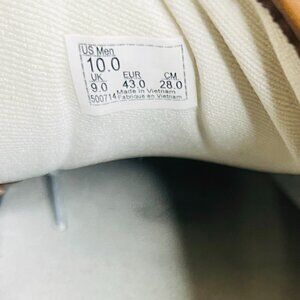 US Men
10.0
UK EUR CM
9.0 43.0 28.0
500714 Made in Vietnam
Fabriqué en Vietnam